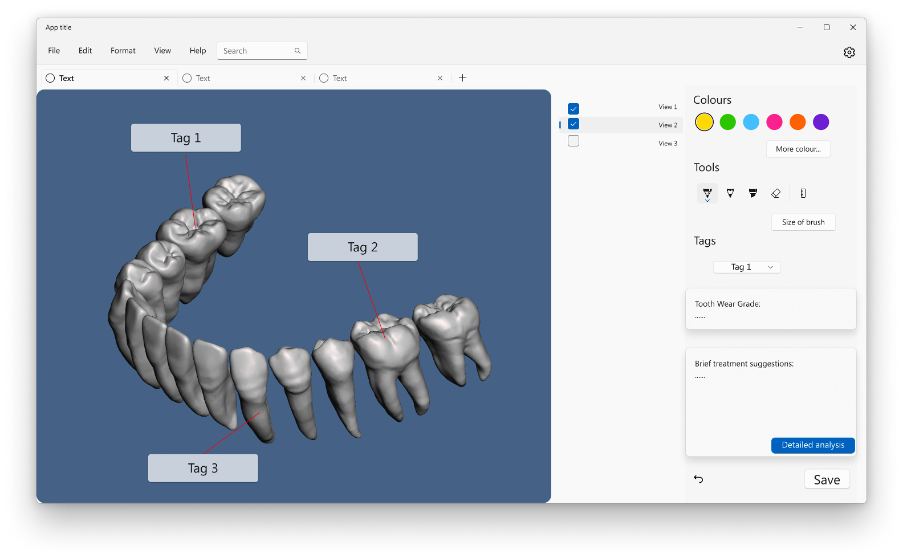 App title
File Edit Format View Help Search
Text Text Text
Tag 1
Tag 2
Tag 3
View 1
View 2
View 3
Colours
More colour...
Tools
Size of brush
Tags
Tag 1
Tooth Wear Grade:
.....
Brief treatment suggestions:
.....
Detailed analysis
Save